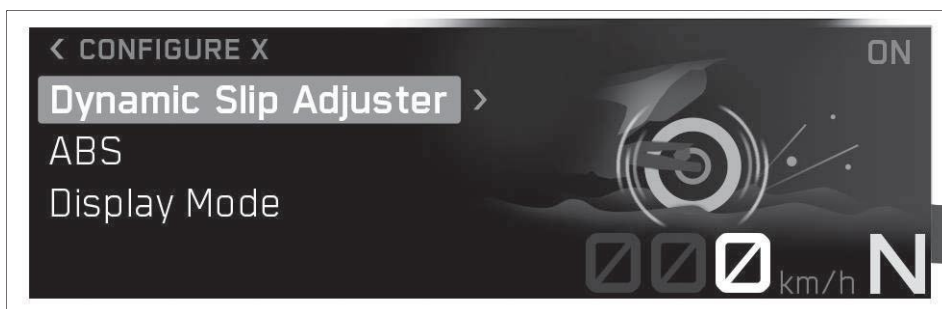 < CONFIGURE X
ON
Dynamic Slip Adjuster >
ABS
Display Mode
000 km/h N